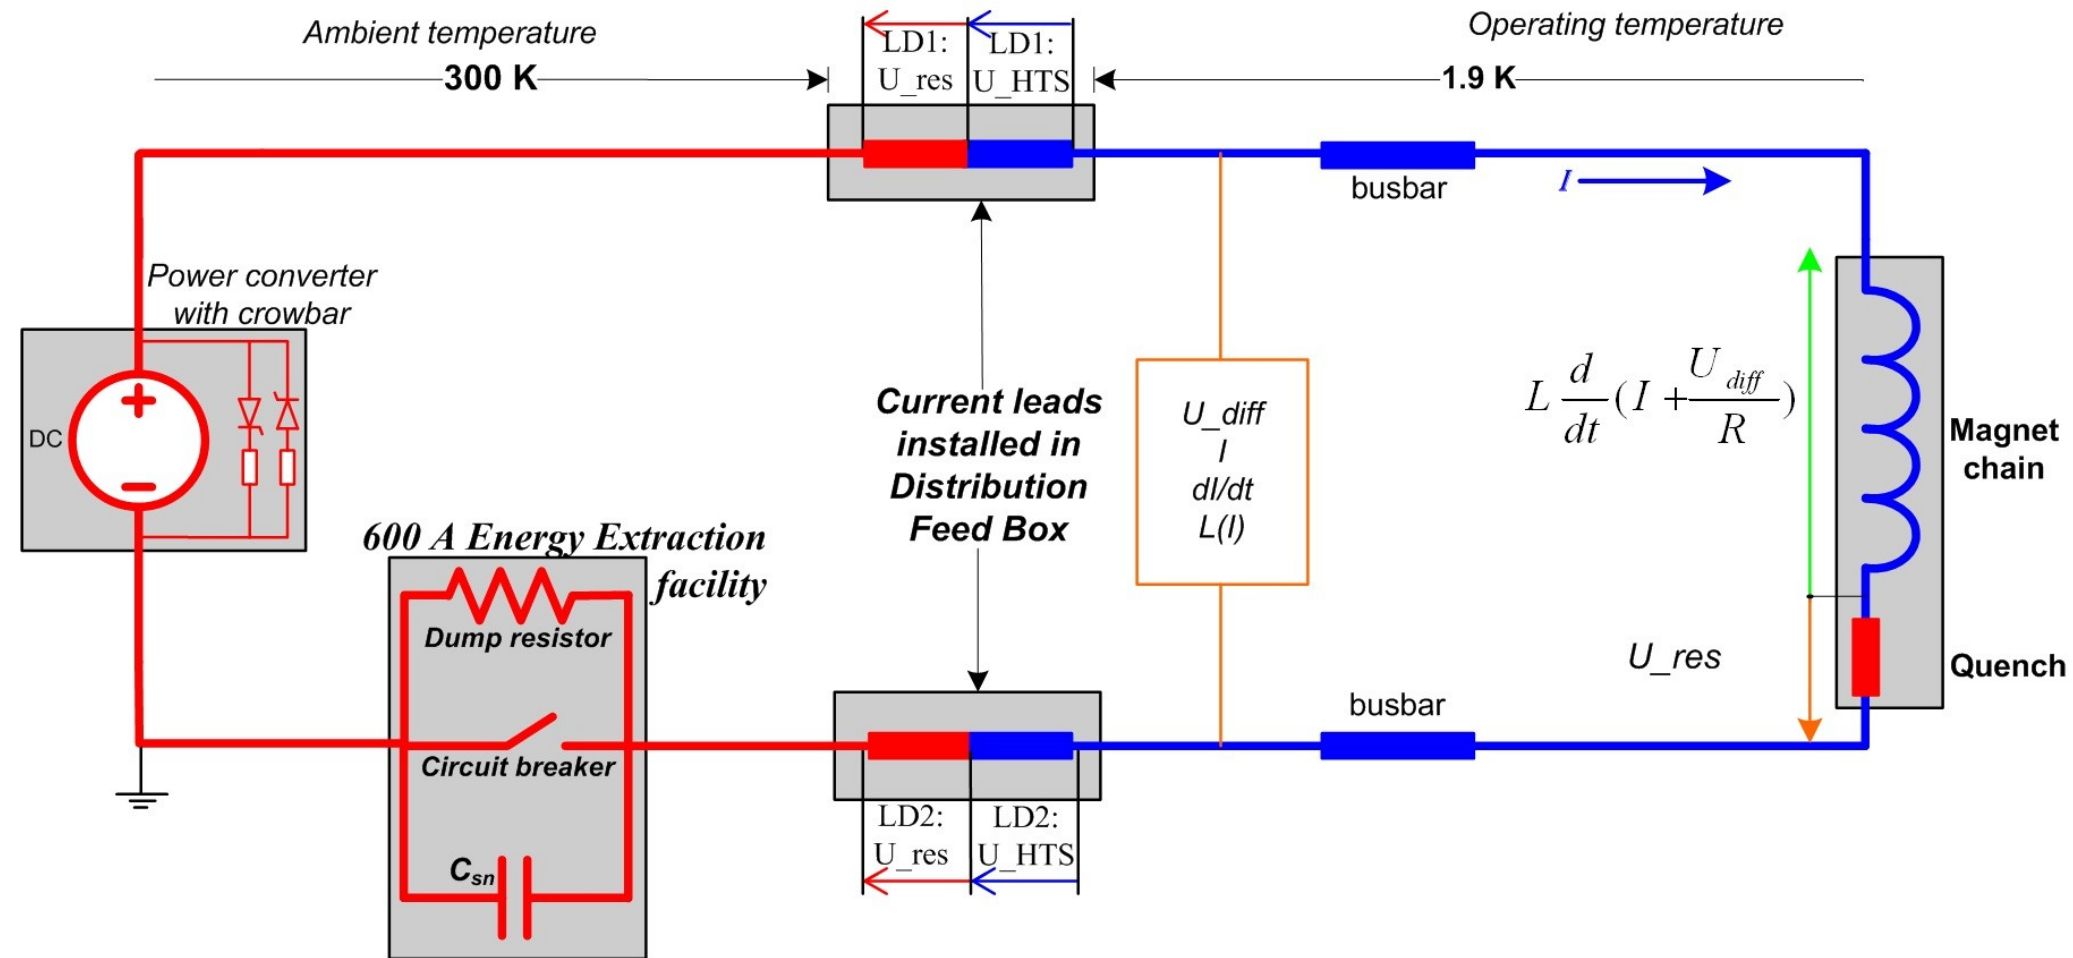 Ambient temperature
300 K
LD1:
U_res
LD1:
U_HTS
Operating temperature
1.9 K
busbar
I
Power converter
with crowbar
+
DC
−
600 A Energy Extraction
facility
Dump resistor
Circuit breaker
Csn
Current leads
installed in
Distribution
Feed Box
U_diff
I
dI/dt
L(I)
L d/dt (I + U diff / R)
Magnet
chain
U_res
Quench
busbar
LD2:
U_res
LD2:
U_HTS